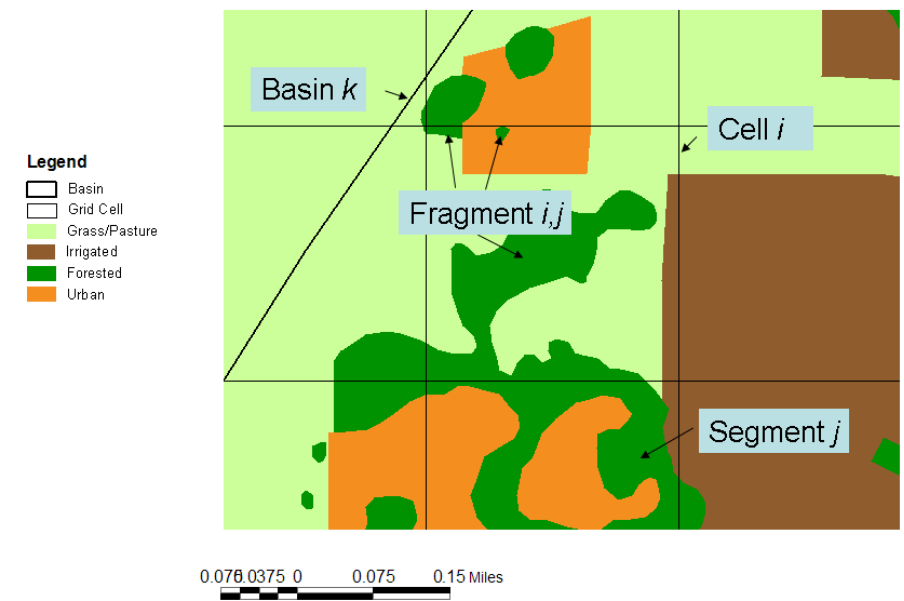 Basin k
Cell i
Legend
Basin
Grid Cell
Grass/Pasture
Irrigated
Forested
Urban
Fragment i,j
Segment j
0.0750.0375 0 0.075 0.15 Miles